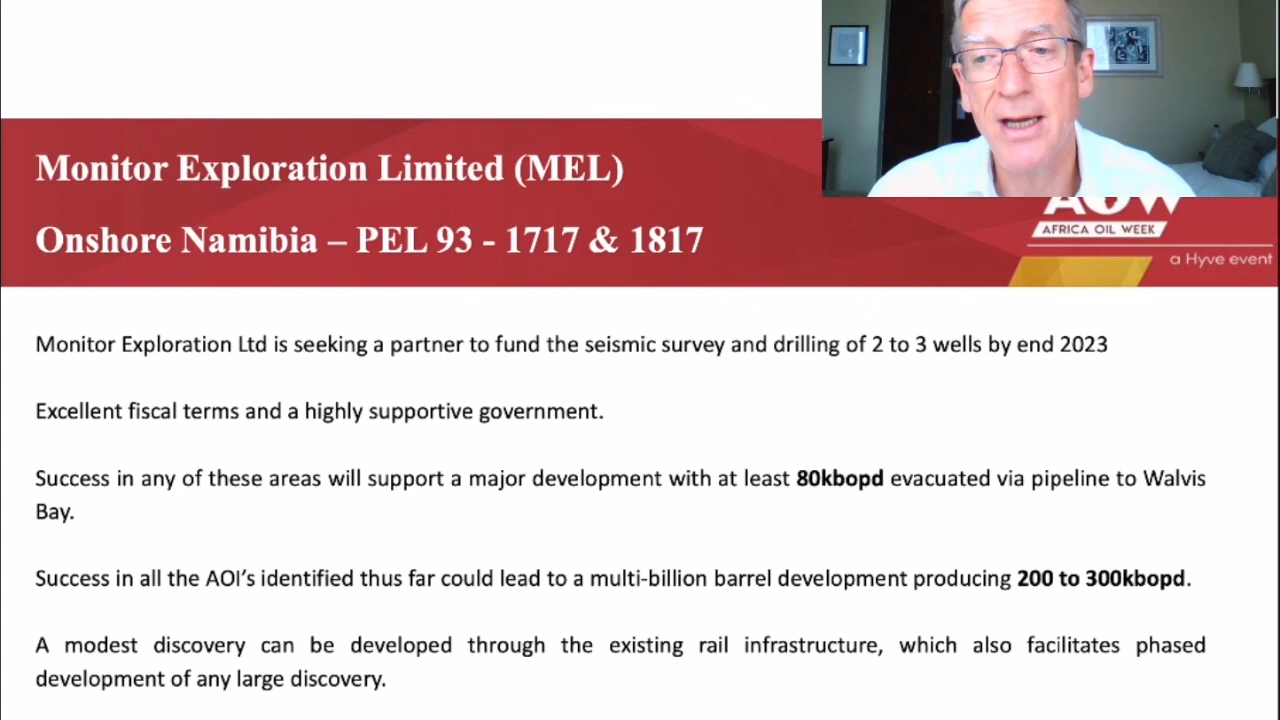 Monitor Exploration Limited (MEL)
Onshore Namibia – PEL 93 - 1717 & 1817
AOW
AFRICA OIL WEEK
a Hyve event
Monitor Exploration Ltd is seeking a partner to fund the seismic survey and drilling of 2 to 3 wells by end 2023
Excellent fiscal terms and a highly supportive government.
Success in any of these areas will support a major development with at least 80kbopd evacuated via pipeline to Walvis
Bay.
Success in all the AOI’s identified thus far could lead to a multi-billion barrel development producing 200 to 300kbopd.
A modest discovery can be developed through the existing rail infrastructure, which also facilitates phased
development of any large discovery.